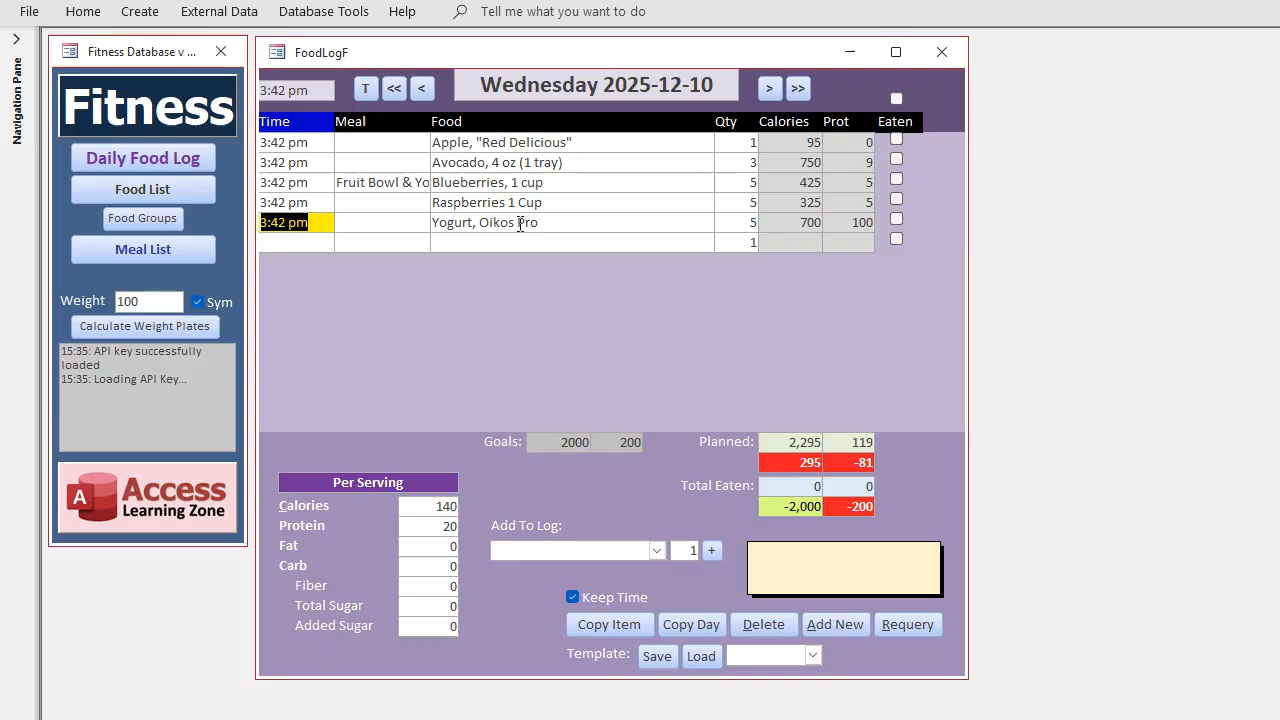 File Home Create External Data Database Tools Help Tell me what you want to do
Navigation Pane
Fitness Database v ...
Fitness
Daily Food Log
Food List
Food Groups
Meal List
Weight 100 Sym
Calculate Weight Plates
15:35: API key successfully
loaded
15:35: Loading API Key...
A Access
Learning Zone
FoodLogF
3:42 pm T << < Wednesday 2025-12-10 > >>
Time Meal Food Qty Calories Prot Eaten
3:42 pm Apple, "Red Delicious" 1 95 0
3:42 pm Avocado, 4 oz (1 tray) 3 750 9
3:42 pm Fruit Bowl & Yo Blueberries, 1 cup 5 425 5
3:42 pm Raspberries 1 Cup 5 325 5
3:42 pm Yogurt, Oikos Pro 5 700 100
1
Goals: 2000 200 Planned: 2,295 119
295 -81
Total Eaten: 0 0
-2,000 -200
Per Serving
Calories 140
Protein 20
Fat 0
Carb 0
Fiber 0
Total Sugar 0
Added Sugar 0
Add To Log:
1 +
Keep Time
Copy Item Copy Day Delete Add New Requery
Template: Save Load